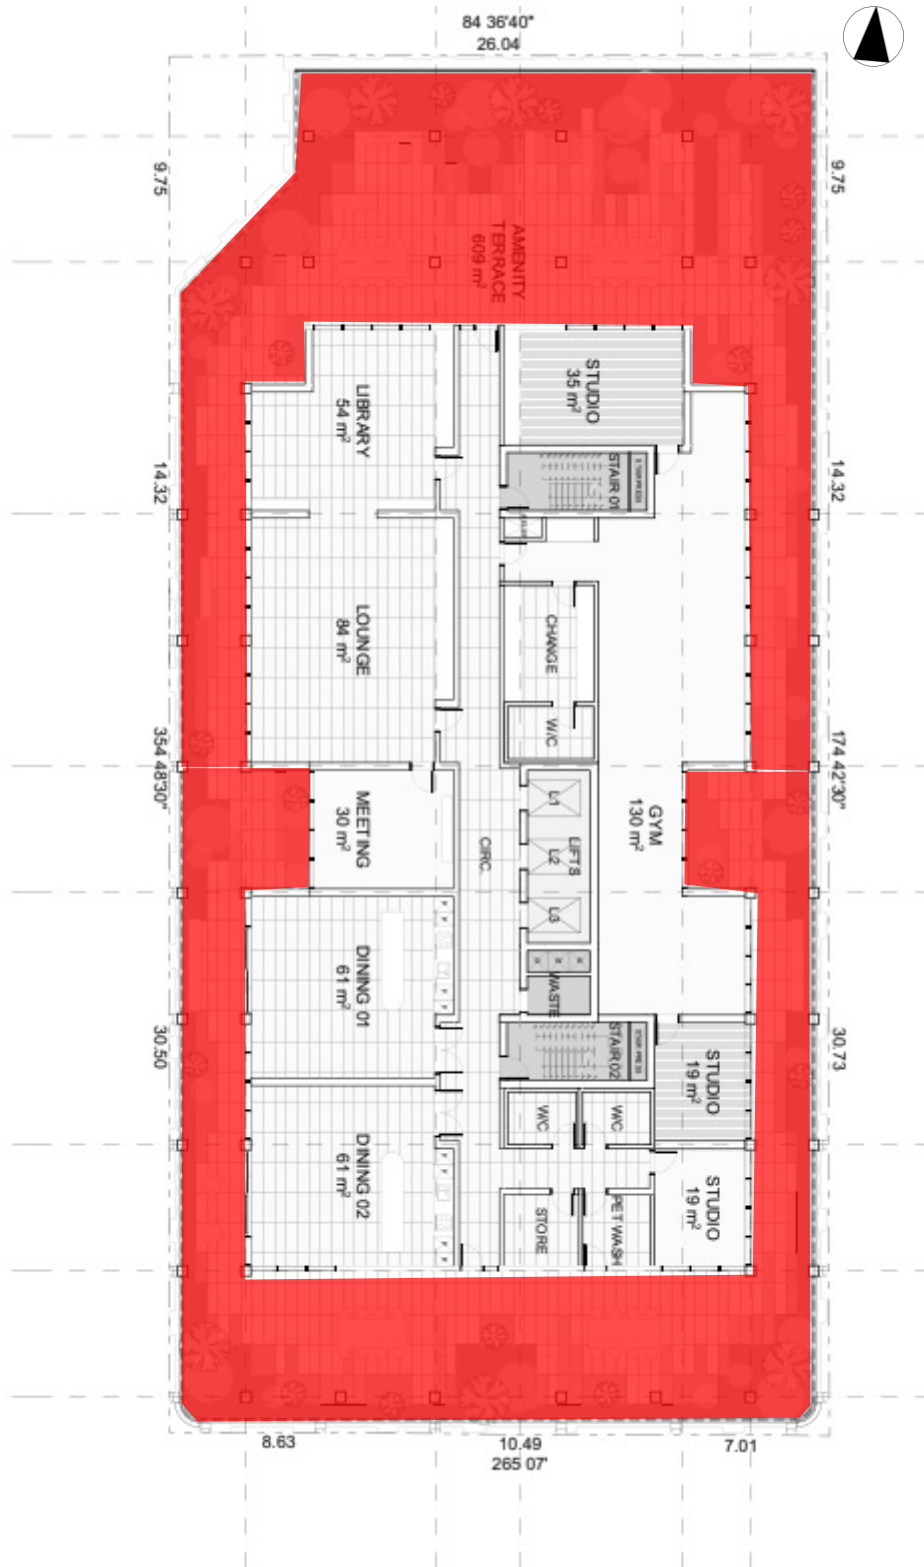 84 36'40"
26.04
9.75
9.75
AMENITY
TERRACE
609 m²
STUDIO
35 m²
LIBRARY
54 m²
STAIR 01
14.32
14.32
LOUNGE
84 m²
CHANGE
W/C
354 48'30"
174 42'30"
MEETING
30 m²
CIRC.
L1
L2
L3
LIFTS
GYM
130 m²
DINING 01
61 m²
WASTE
30.50
30.73
STAIR 02
STUDIO
19 m²
W/C
W/C
DINING 02
61 m²
STORE
PET WASH
STUDIO
19 m²
8.63
10.49
7.01
265 07'